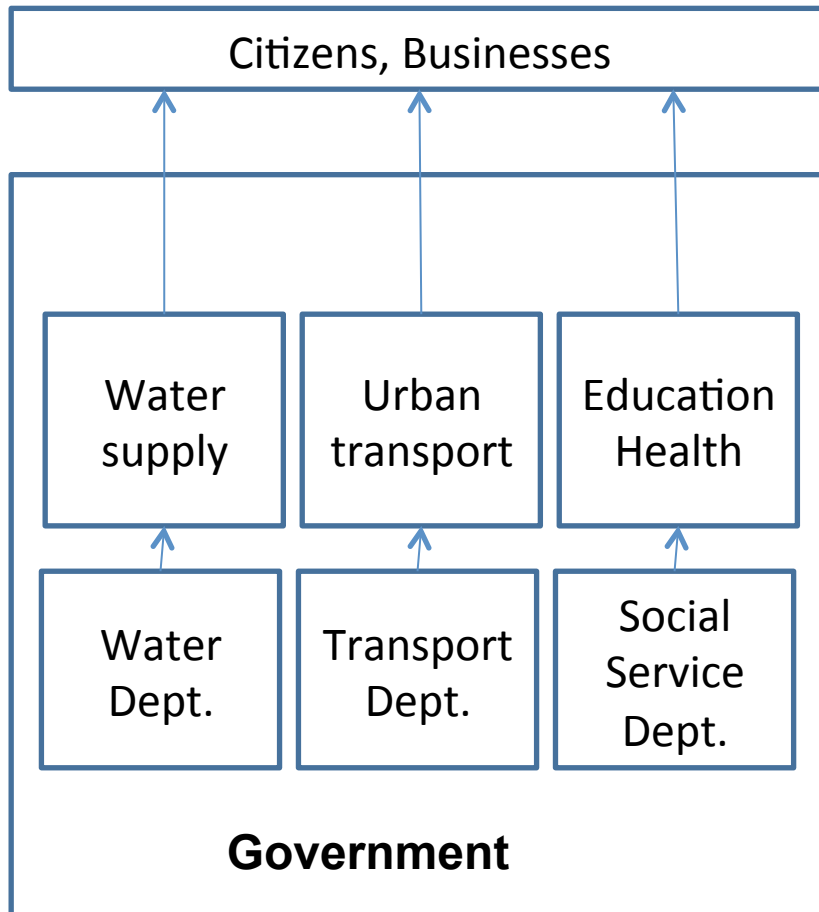 Citizens, Businesses
Water
supply
Urban
transport
Education
Health
Water
Dept.
Transport
Dept.
Social
Service
Dept.
Government